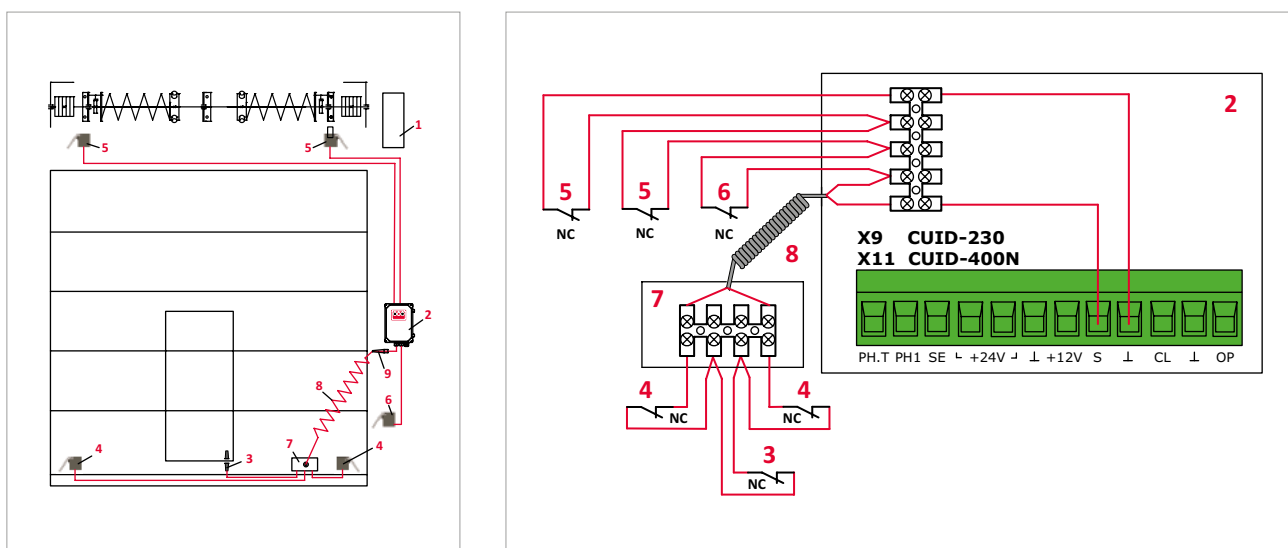 1
5
5
2
9
8
6
7
4
3
4
2
5
5
6
NC
NC
NC
8
X9 CUID-230
X11 CUID-400N
7
PH.T PH1 SE ┗ +24V ┛ ⊥ +12V S ⊥ CL ⊥ OP
4
4
NC
NC
3
NC